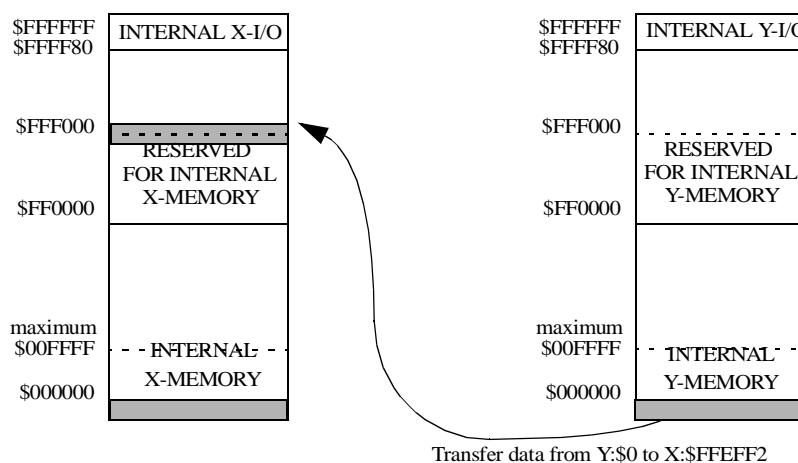 $FFFFFF
$FFFF80
INTERNAL X-I/O
$FFF000
RESERVED
FOR INTERNAL
X-MEMORY
$FF0000
maximum
$00FFFF
INTERNAL
X-MEMORY
$000000
$FFFFFF
$FFFF80
INTERNAL Y-I/O
$FFF000
RESERVED
FOR INTERNAL
Y-MEMORY
$FF0000
maximum
$00FFFF
INTERNAL
Y-MEMORY
$000000
Transfer data from Y:$0 to X:$FFEFF2